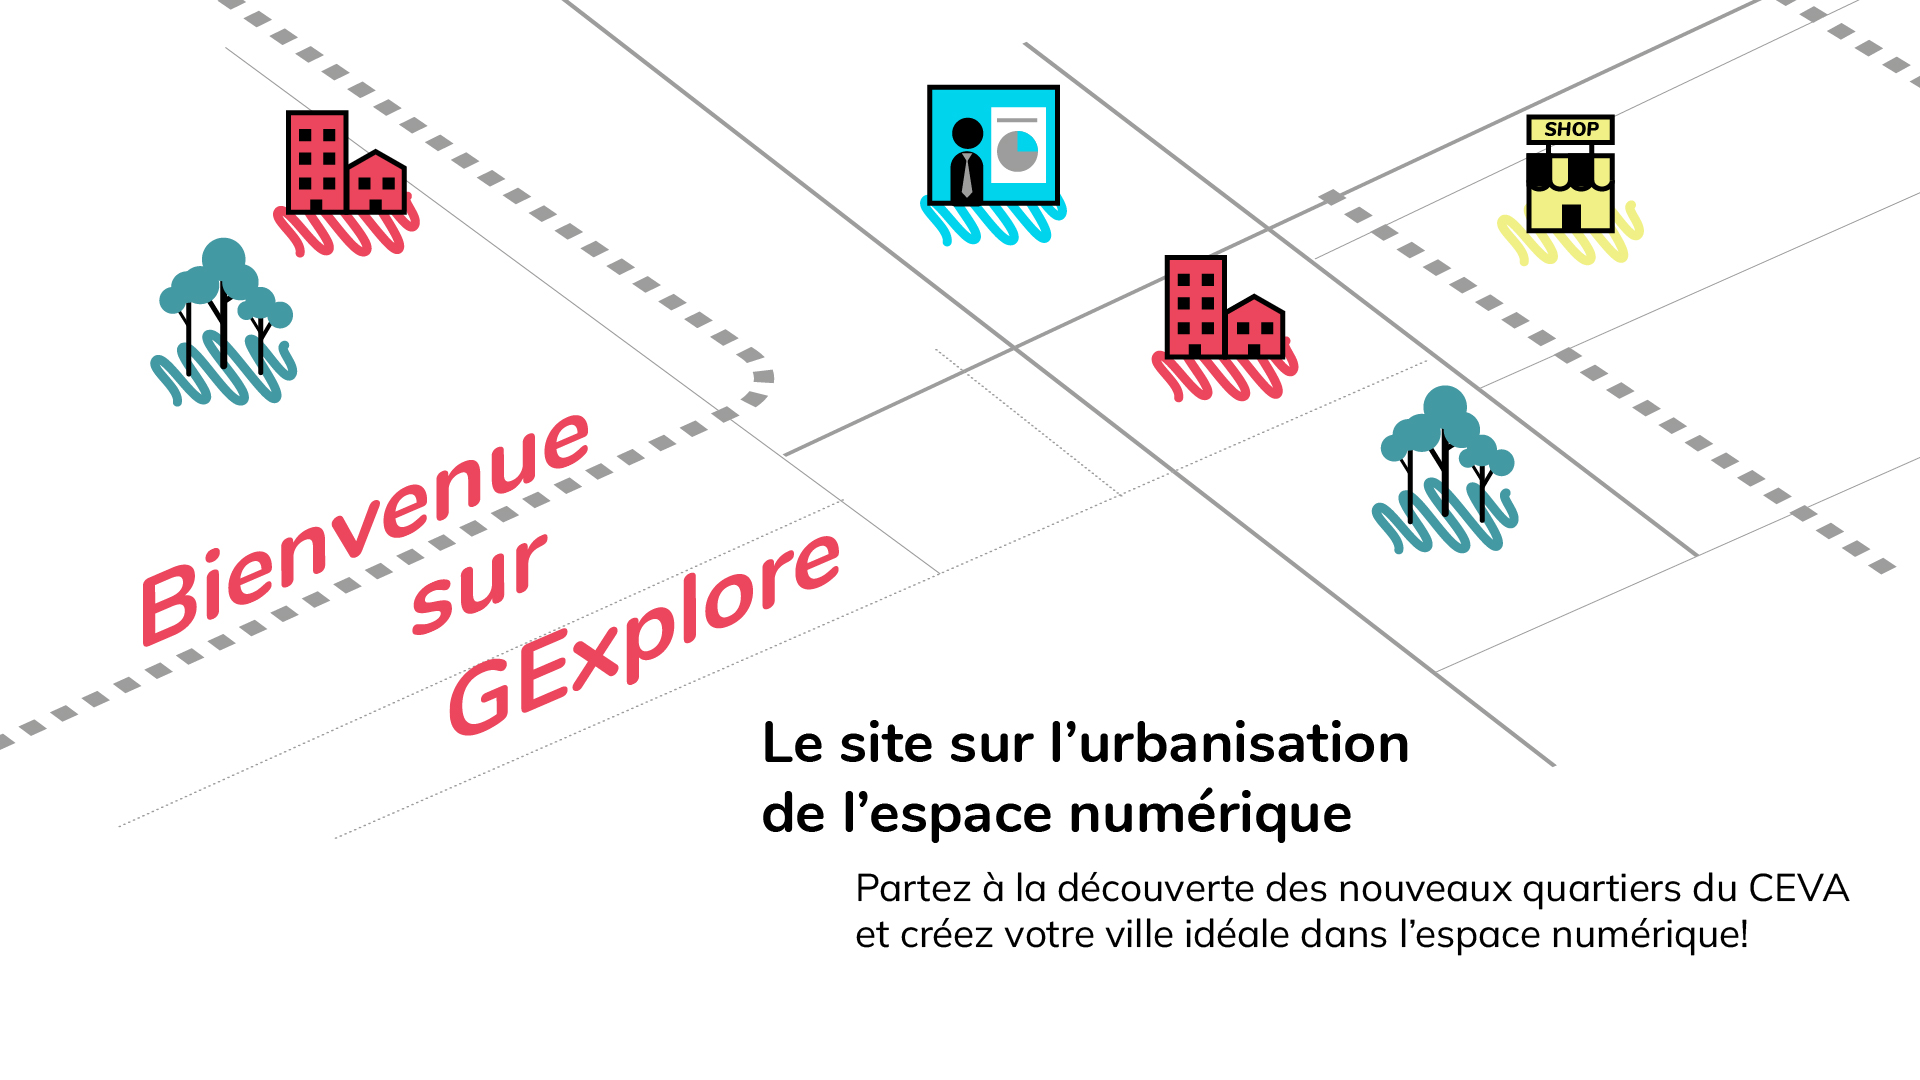 SHOP
Bienvenue
sur
GExplore
Le site sur l’urbanisation
de l’espace numérique
Partez à la découverte des nouveaux quartiers du CEVA
et créez votre ville idéale dans l’espace numérique!